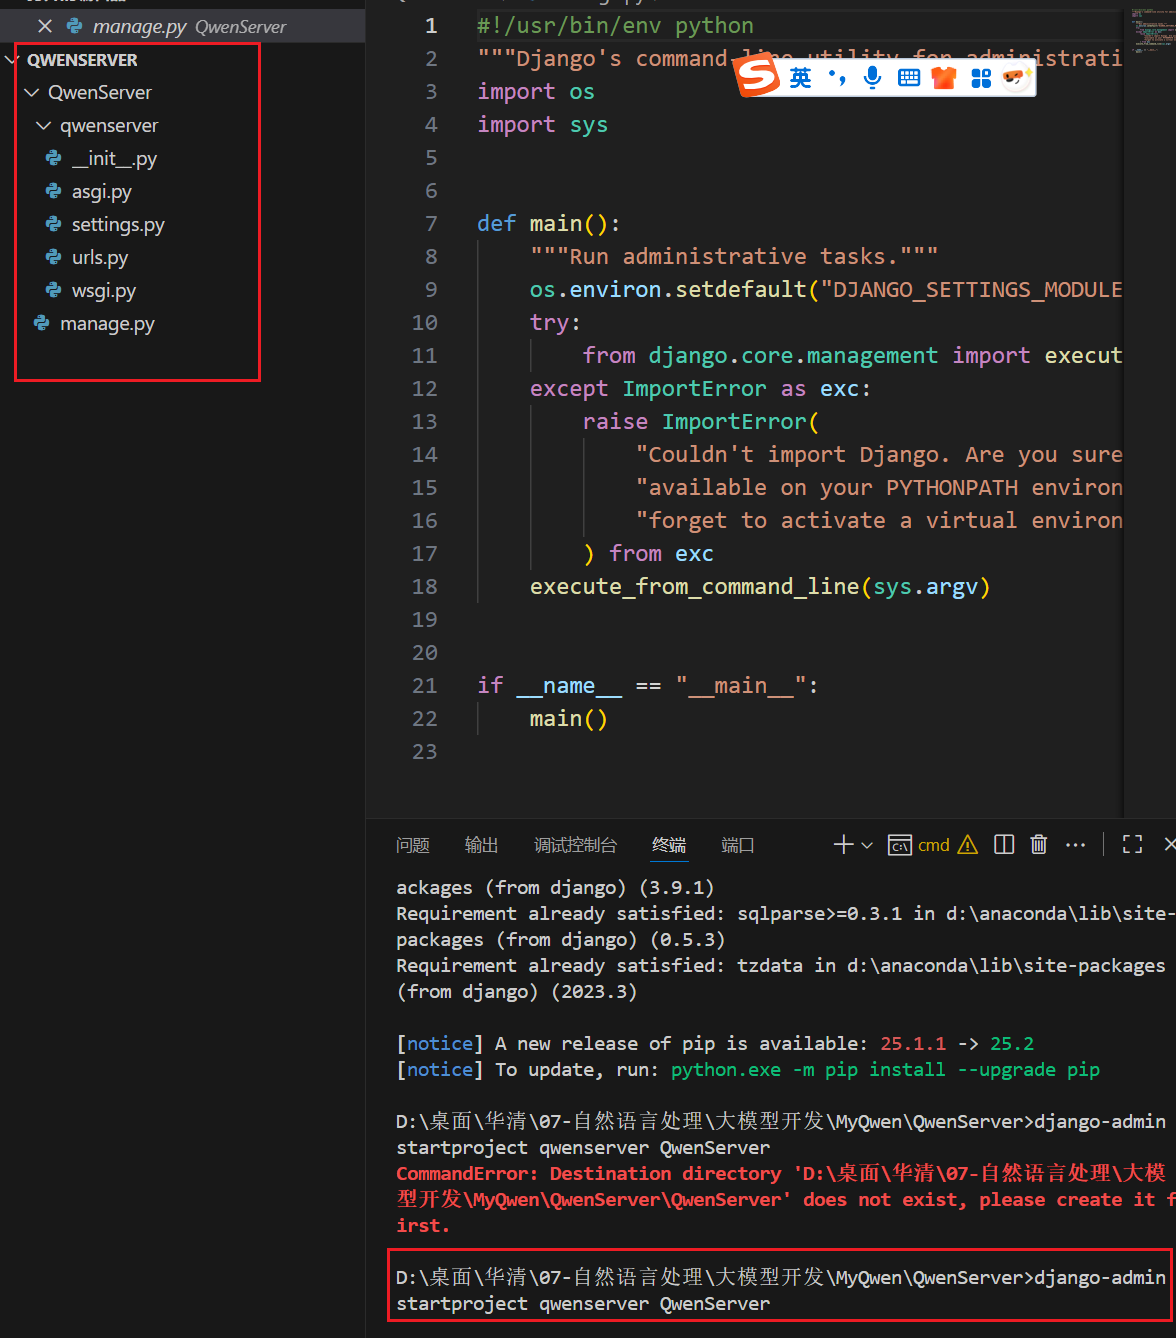 manage.py QwenServer
QWENSERVER
QwenServer
qwenserver
__init__.py
asgi.py
settings.py
urls.py
wsgi.py
manage.py
1 #!/usr/bin/env python
2 """Django's command-line utility for administrati
英
3 import os
4 import sys
5
6
7 def main():
8 """Run administrative tasks."""
9 os.environ.setdefault("DJANGO_SETTINGS_MODULE
10 try:
11 from django.core.management import execut
12 except ImportError as exc:
13 raise ImportError(
14 "Couldn't import Django. Are you sure
15 "available on your PYTHONPATH environ
16 "forget to activate a virtual environ
17 ) from exc
18 execute_from_command_line(sys.argv)
19
20
21 if __name__ == "__main__":
22 main()
23
问题 输出 调试控制台 终端 端口 cmd
ackages (from django) (3.9.1)
Requirement already satisfied: sqlparse>=0.3.1 in d:\anaconda\lib\site-
packages (from django) (0.5.3)
Requirement already satisfied: tzdata in d:\anaconda\lib\site-packages
(from django) (2023.3)
[notice] A new release of pip is available: 25.1.1 -> 25.2
[notice] To update, run: python.exe -m pip install --upgrade pip
D:\桌面\华清\07-自然语言处理\大模型开发\MyQwen\QwenServer>django-admin
startproject qwenserver QwenServer
CommandError: Destination directory 'D:\桌面\华清\07-自然语言处理\大模
型开发\MyQwen\QwenServer\QwenServer' does not exist, please create it f
irst.
D:\桌面\华清\07-自然语言处理\大模型开发\MyQwen\QwenServer>django-admin
startproject qwenserver QwenServer